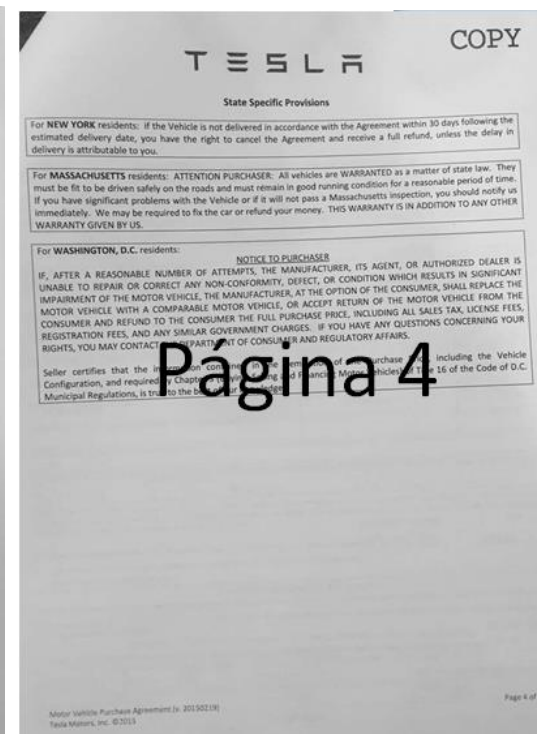 COPY
TESLA
State Specific Provisions
For NEW YORK residents: If the Vehicle is not delivered in accordance with the Agreement within 30 days following the
estimated delivery date, you have the right to cancel the Agreement and receive a full refund, unless the delay in
delivery is attributable to you.
For MASSACHUSETTS residents: ATTENTION PURCHASER: All vehicles are WARRANTED as a matter of state law. They
must be fit to be driven safely on the roads and must remain in good running condition for a reasonable period of time.
If you have significant problems with the Vehicle or if it will not pass a Massachusetts inspection, you should notify us
immediately. We may be required to fix the car or refund your money. THIS WARRANTY IS IN ADDITION TO ANY OTHER
WARRANTY GIVEN BY US.
For WASHINGTON, D.C. residents:
NOTICE TO PURCHASER
IF, AFTER A REASONABLE NUMBER OF ATTEMPTS, THE MANUFACTURER, ITS AGENT, OR AUTHORIZED DEALER IS
UNABLE TO REPAIR OR CORRECT ANY NON-CONFORMITY, DEFECT, OR CONDITION WHICH RESULTS IN SIGNIFICANT
IMPAIRMENT OF THE MOTOR VEHICLE, THE MANUFACTURER, AT THE OPTION OF THE CONSUMER, SHALL REPLACE THE
MOTOR VEHICLE WITH A COMPARABLE MOTOR VEHICLE, OR ACCEPT RETURN OF THE MOTOR VEHICLE FROM THE
CONSUMER AND REFUND TO THE CONSUMER THE FULL PURCHASE PRICE, INCLUDING ALL SALES TAX, LICENSE FEES,
REGISTRATION FEES, AND ANY SIMILAR GOVERNMENT CHARGES. IF YOU HAVE ANY QUESTIONS CONCERNING YOUR
RIGHTS, YOU MAY CONTACT DEPARTMENT OF CONSUMER AND REGULATORY AFFAIRS.
Página 4
Seller certifies that the in the of purchase including the Vehicle
Configuration, and required and Motor 16 of the Code of D.C.
Municipal Regulations, is to the
Motor Vehicle Purchase Agreement (v. 20150219)
Tesla Motors, Inc. ©2015
Page 4 of